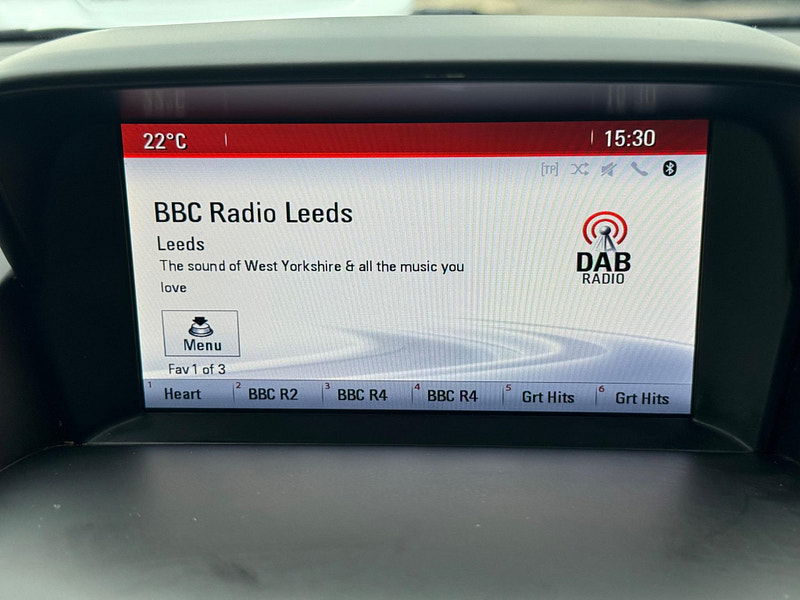 22°C 15:30
[TP]
BBC Radio Leeds
Leeds
The sound of West Yorkshire & all the music you
love
DAB
RADIO
Menu
Fav 1 of 3
1 Heart 2 BBC R2 3 BBC R4 4 BBC R4 5 Grt Hits 6 Grt Hits